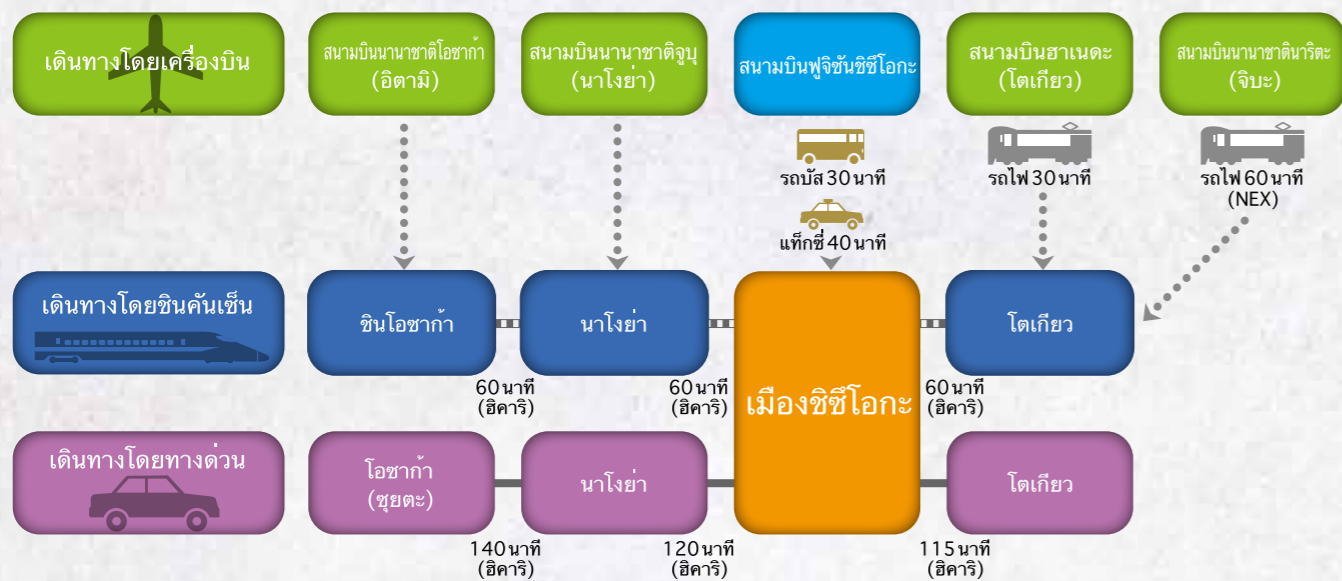 เดินทางโดยเครื่องบิน
สนามบินนานาชาติโอซาก้า
(อิตามิ)
สนามบินนานาชาติจูบุ
(นาโงย่า)
สนามบินฟูจิซันชิซึโอกะ
สนามบินฮาเนดะ
(โตเกียว)
สนามบินนานาชาตินาริตะ
(จิบะ)
รถบัส 30 นาที
แท็กซี่ 40 นาที
รถไฟ 30 นาที
รถไฟ 60 นาที
(NEX)
เดินทางโดยชินคันเซ็น
ชินโอซาก้า
นาโงย่า
เมืองชิซึโอกะ
โตเกียว
60 นาที
(ฮิคาริ)
60 นาที
(ฮิคาริ)
60 นาที
(ฮิคาริ)
เดินทางโดยทางด่วน
โอซาก้า
(ซุยตะ)
นาโงย่า
โตเกียว
140 นาที
(ฮิคาริ)
120 นาที
(ฮิคาริ)
115 นาที
(ฮิคาริ)